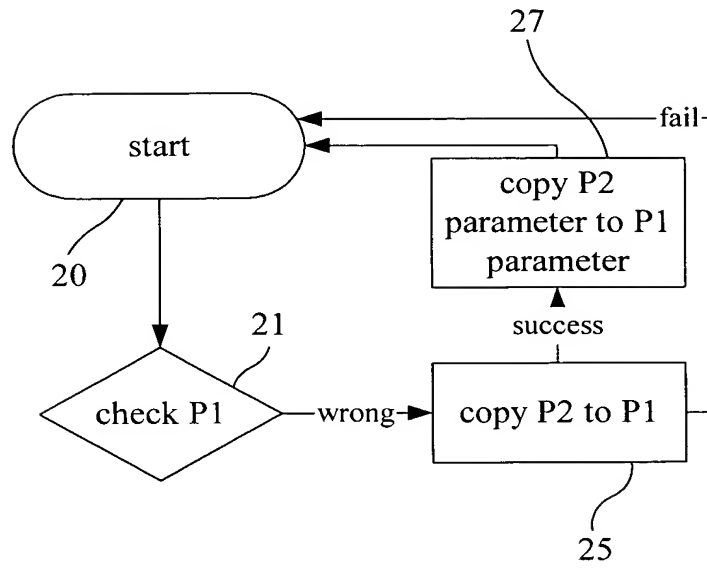 27
fail
start
copy P2
parameter to P1
parameter
20
success
21
check P1
wrong
copy P2 to P1
25